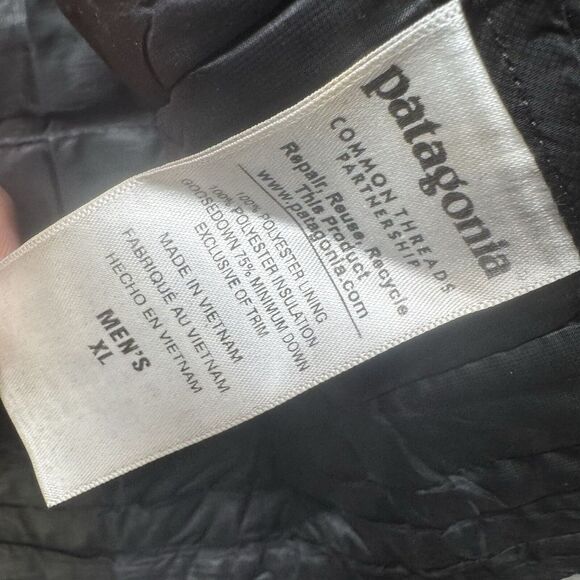 patagonia
COMMON THREADS
PARTNERSHIP
Repair, Reuse, Recycle
This Product
www.patagonia.com
100% POLYESTER LINING
100% POLYESTER INSULATION
GOOSEDOWN 75% MINIMUM DOWN
EXCLUSIVE OF TRIM
MADE IN VIETNAM
FABRIQUE AU VIETNAM
HECHO EN VIETNAM
MEN'S
XL